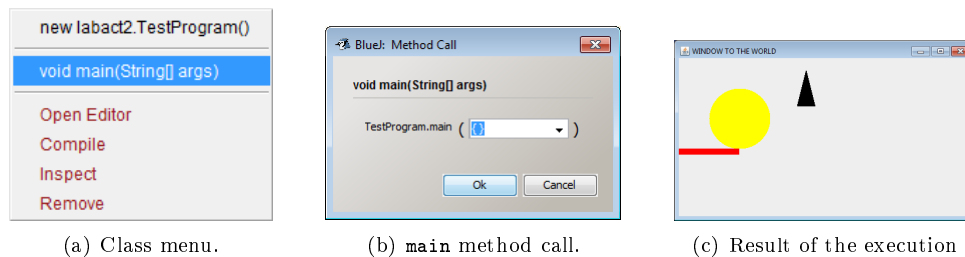 new labact2.TestProgram()
void main(String[] args)
Open Editor
Compile
Inspect
Remove
(a) Class menu.
BlueJ: Method Call
void main(String[] args)
TestProgram.main ( {} )
Ok Cancel
(b) main method call.
WINDOW TO THE WORLD
(c) Result of the execution